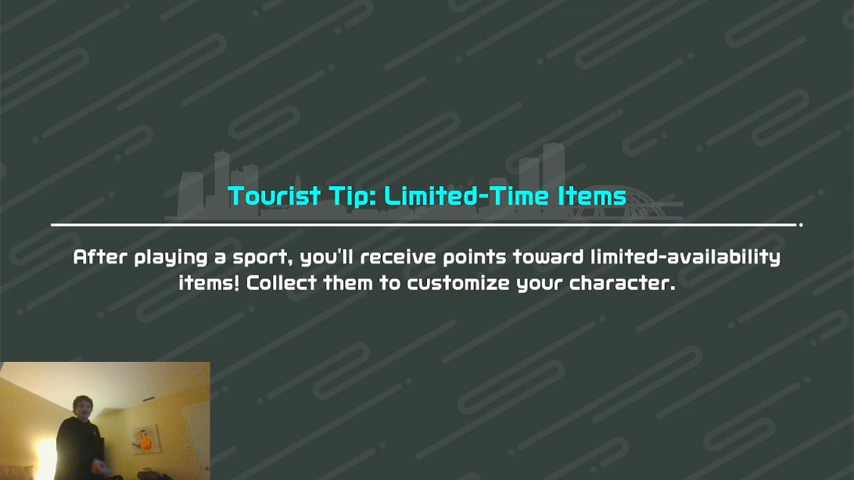 Tourist Tip: Limited-Time Items
After playing a sport, you'll receive points toward limited-availability
items! Collect them to customize your character.